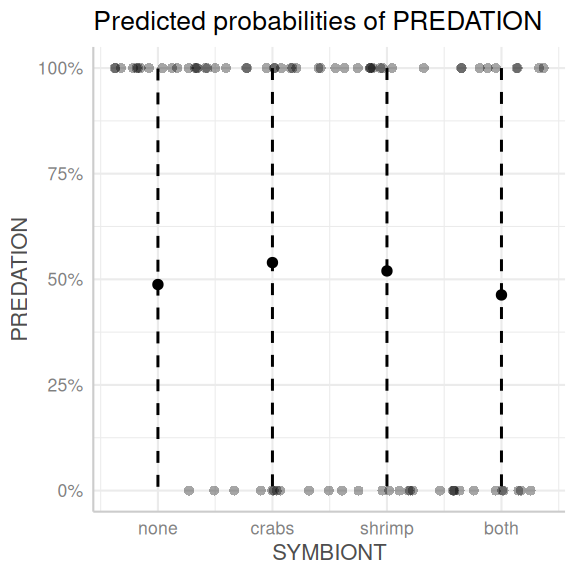 Predicted probabilities of PREDATION
100%
75%
50%
25%
0%
PREDATION
none crabs shrimp both
SYMBIONT